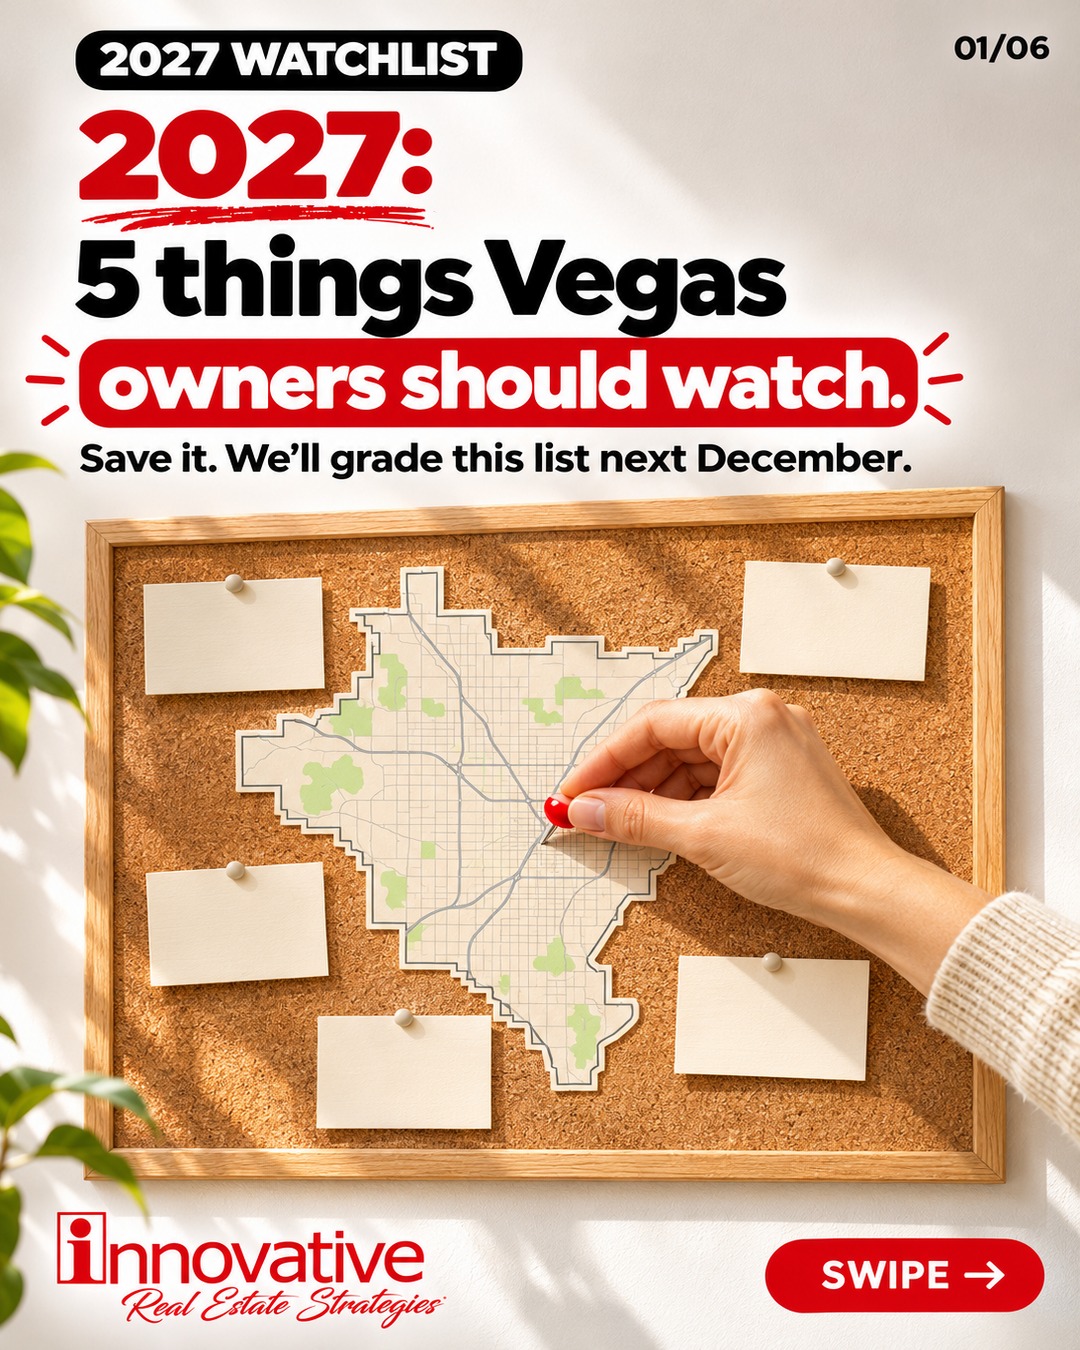 2027 WATCHLIST
01/06
2027:
5 things Vegas
owners should watch.
Save it. We’ll grade this list next December.
innovative
Real Estate Strategies
SWIPE →